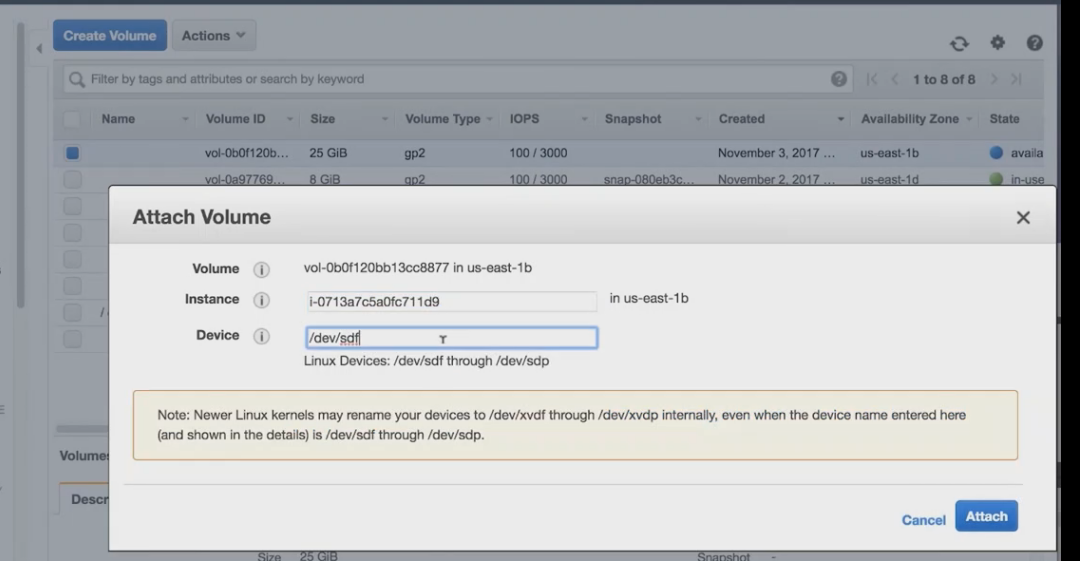 Create Volume Actions
Filter by tags and attributes or search by keyword 1 to 8 of 8
Name Volume ID Size Volume Type IOPS Snapshot Created Availability Zone State
vol-0b0f120b... 25 GiB gp2 100 / 3000 November 3, 2017 ... us-east-1b availa
vol-0a97769... 8 GiB gp2 100 / 3000 snap-080eb3c... November 2, 2017 ... us-east-1d in-use
Attach Volume
Volume vol-0b0f120bb13cc8877 in us-east-1b
Instance i-0713a7c5a0fc711d9 in us-east-1b
Device /dev/sdf
Linux Devices: /dev/sdf through /dev/sdp
Note: Newer Linux kernels may rename your devices to /dev/xvdf through /dev/xvdp internally, even when the device name entered here
(and shown in the details) is /dev/sdf through /dev/sdp.
Volumes
Descr
Cancel Attach
Size 25 GiB Snapshot -